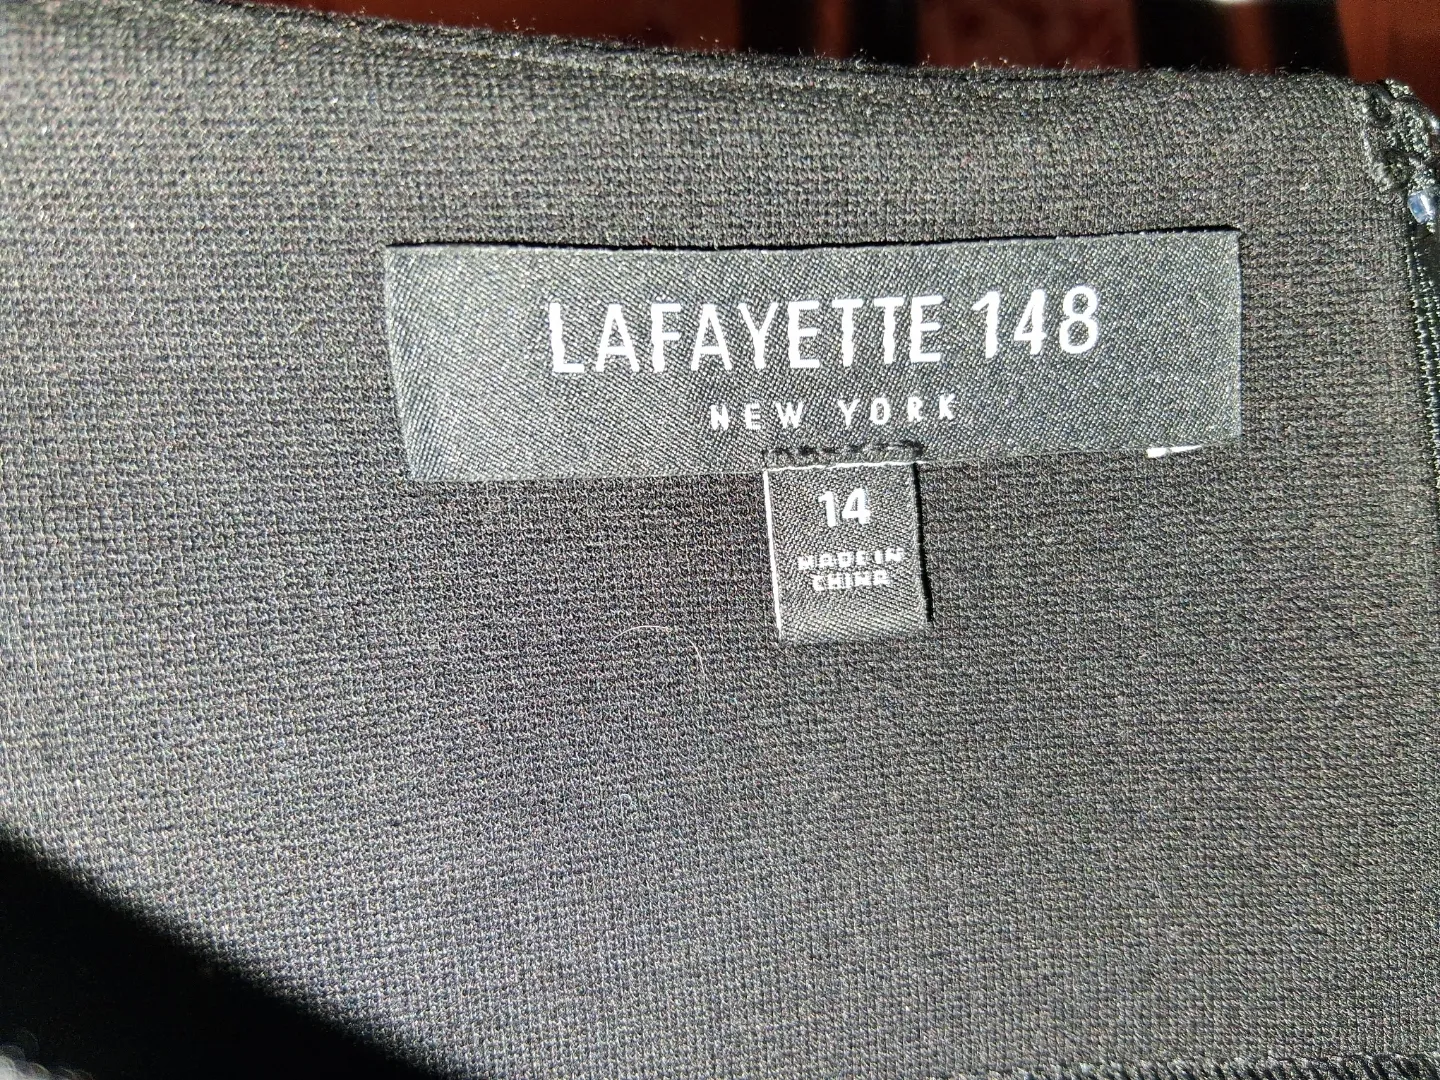 LAFAYETTE 148
NEW YORK
14
MADE IN
CHINA